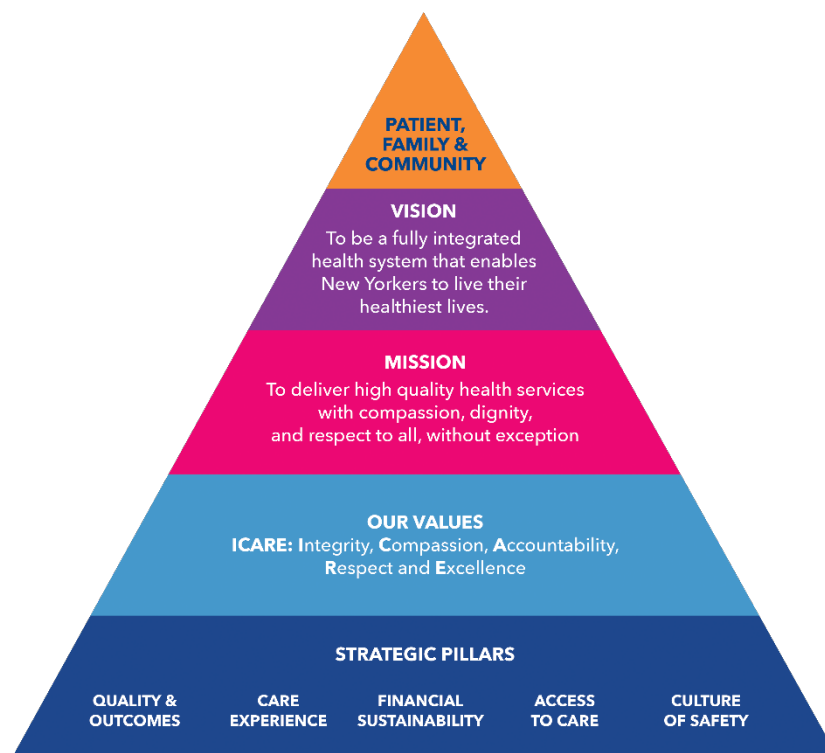 PATIENT,
FAMILY &
COMMUNITY
VISION
To be a fully integrated
health system that enables
New Yorkers to live their
healthiest lives.
MISSION
To deliver high quality health services
with compassion, dignity,
and respect to all, without exception
OUR VALUES
ICARE: Integrity, Compassion, Accountability,
Respect and Excellence
STRATEGIC PILLARS
QUALITY &
OUTCOMES
CARE
EXPERIENCE
FINANCIAL
SUSTAINABILITY
ACCESS
TO CARE
CULTURE
OF SAFETY